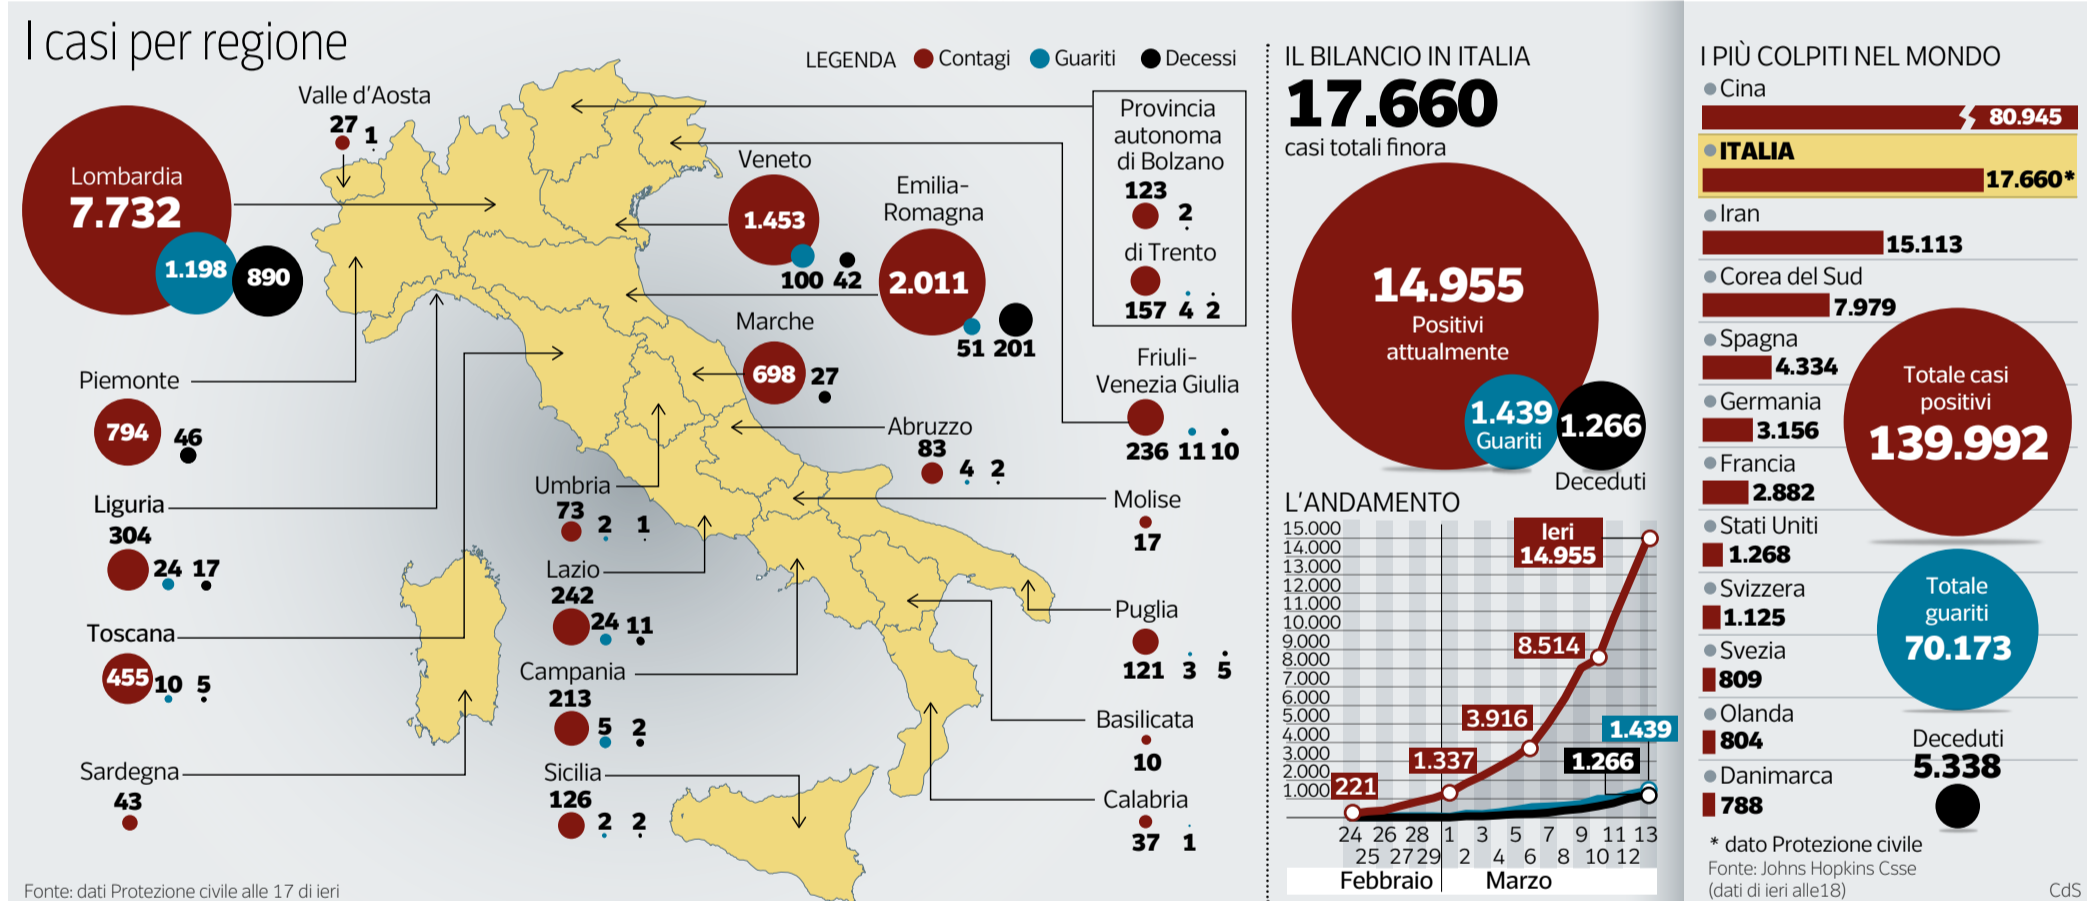 I casi per regione
LEGENDA Contagi Guariti Decessi
Lombardia
7.732
1.198
890
Valle d'Aosta
27 1
Veneto
1.453
100 42
Emilia-
Romagna
2.011
51 201
Provincia
autonoma
di Bolzano
123
2
di Trento
157 4 2
Marche
698 27
Friuli-
Venezia Giulia
236 11 10
Piemonte
794 46
Abruzzo
83
4 2
Liguria
304
24 17
Umbria
73
2 1
Molise
17
Lazio
242
24 11
Toscana
455 10 5
Puglia
121 3 5
Campania
213
5 2
Basilicata
10
Sardegna
43
Sicilia
126
2 2
Calabria
37 1
Fonte: dati Protezione civile alle 17 di ieri
IL BILANCIO IN ITALIA
17.660
casi totali finora
14.955
Positivi
attualmente
1.439
Guariti
1.266
Deceduti
L'ANDAMENTO
15.000
14.000
13.000
12.000
11.000
10.000
9.000
8.000
7.000
6.000
5.000
4.000
3.000
2.000
1.000
Ieri
14.955
8.514
3.916
1.337
221
1.439
1.266
24 26 28 1 3 5 7 9 11 13
25 27 29 2 4 6 8 10 12
Febbraio Marzo
I PIÙ COLPITI NEL MONDO
Cina
80.945
ITALIA
17.660*
Iran
15.113
Corea del Sud
7.979
Spagna
4.334
Germania
3.156
Francia
2.882
Stati Uniti
1.268
Svizzera
1.125
Svezia
809
Olanda
804
Danimarca
788
Totale casi
positivi
139.992
Totale
guariti
70.173
Deceduti
5.338
* dato Protezione civile
Fonte: Johns Hopkins Csse
(dati di ieri alle18)
CdS